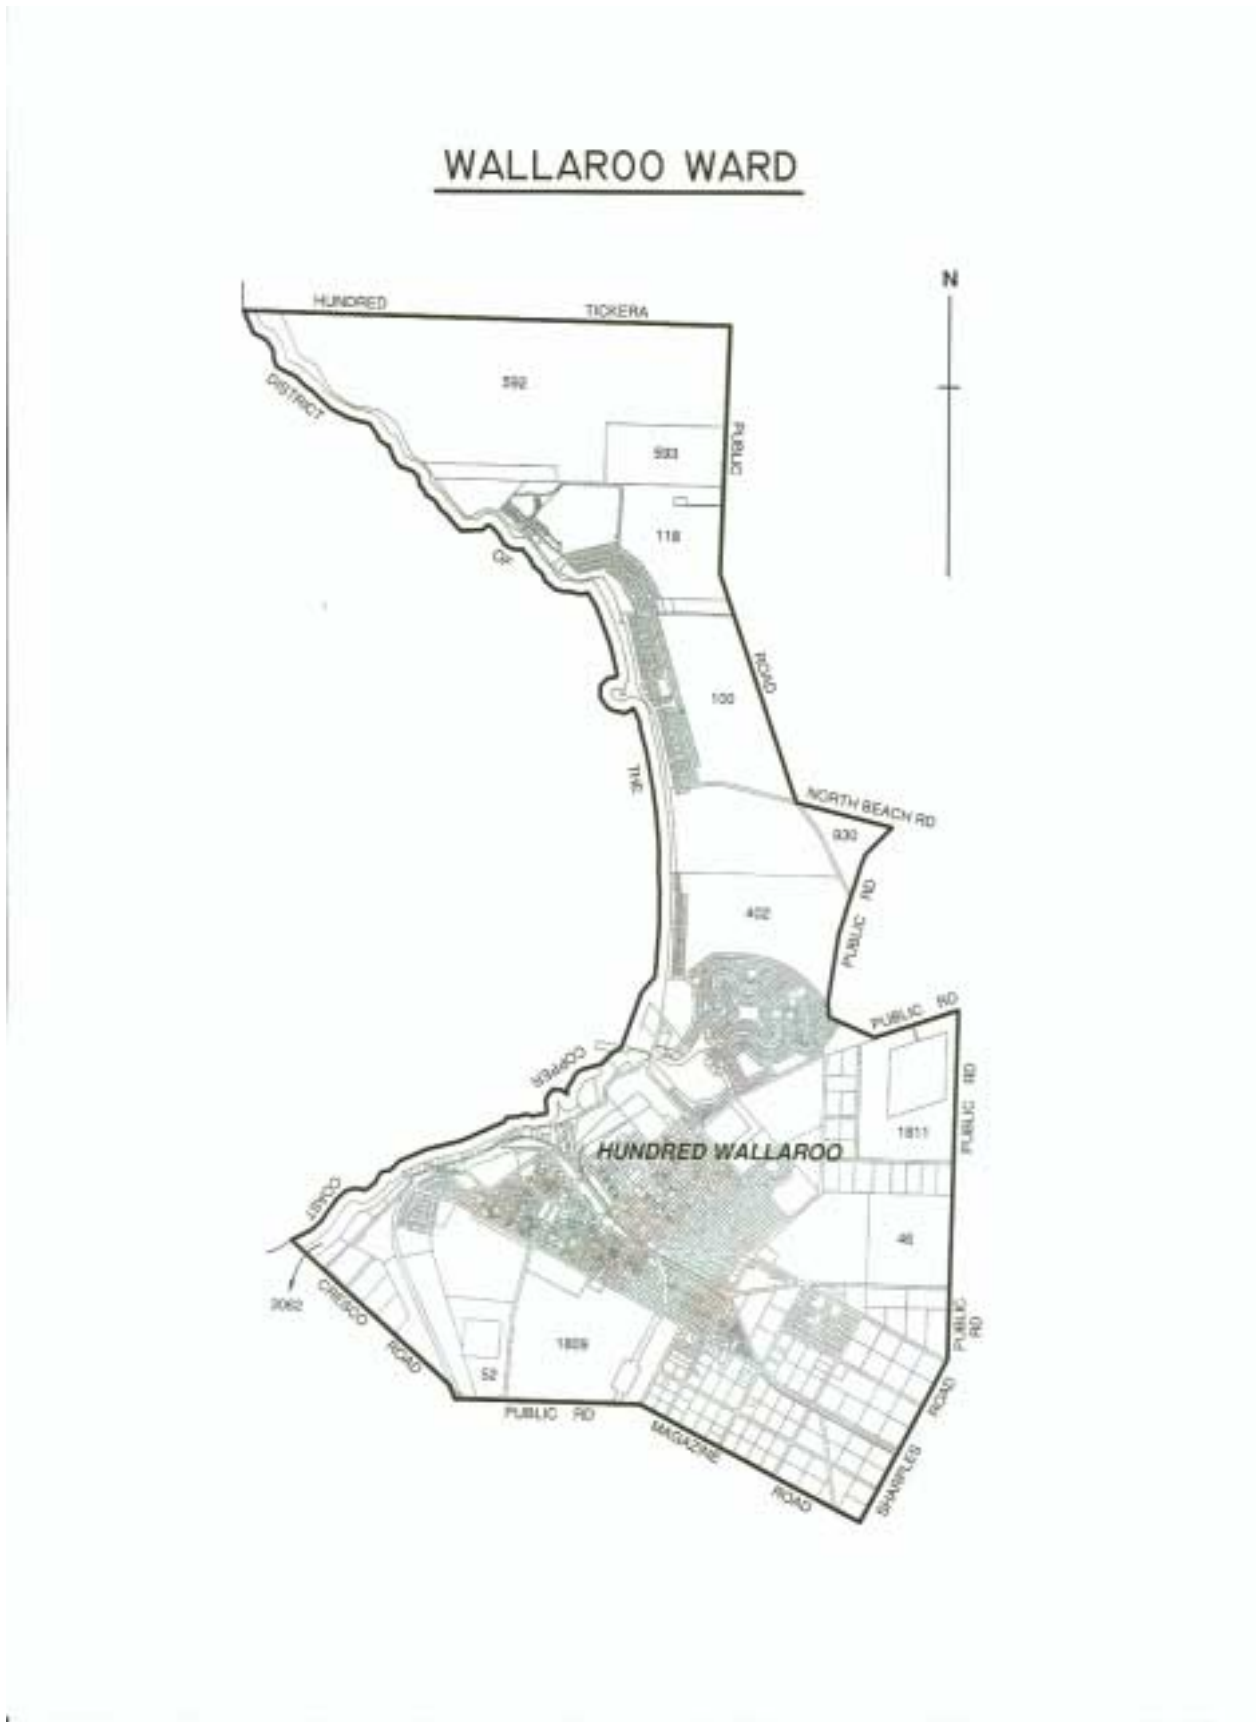 WALLAROO WARD
N
HUNDRED TICKERA
592
DISTRICT
593
PUBLIC
118
OF
ROAD
100
THE
NORTH BEACH RD
930
PUBLIC RD
402
PUBLIC RD
COPPER
PUBLIC RD
1811
HUNDRED WALLAROO
COAST
46
3062
CRESCO ROAD
PUBLIC RD
1809
52
PUBLIC RD
MAGAZINE ROAD
SHARPLES ROAD